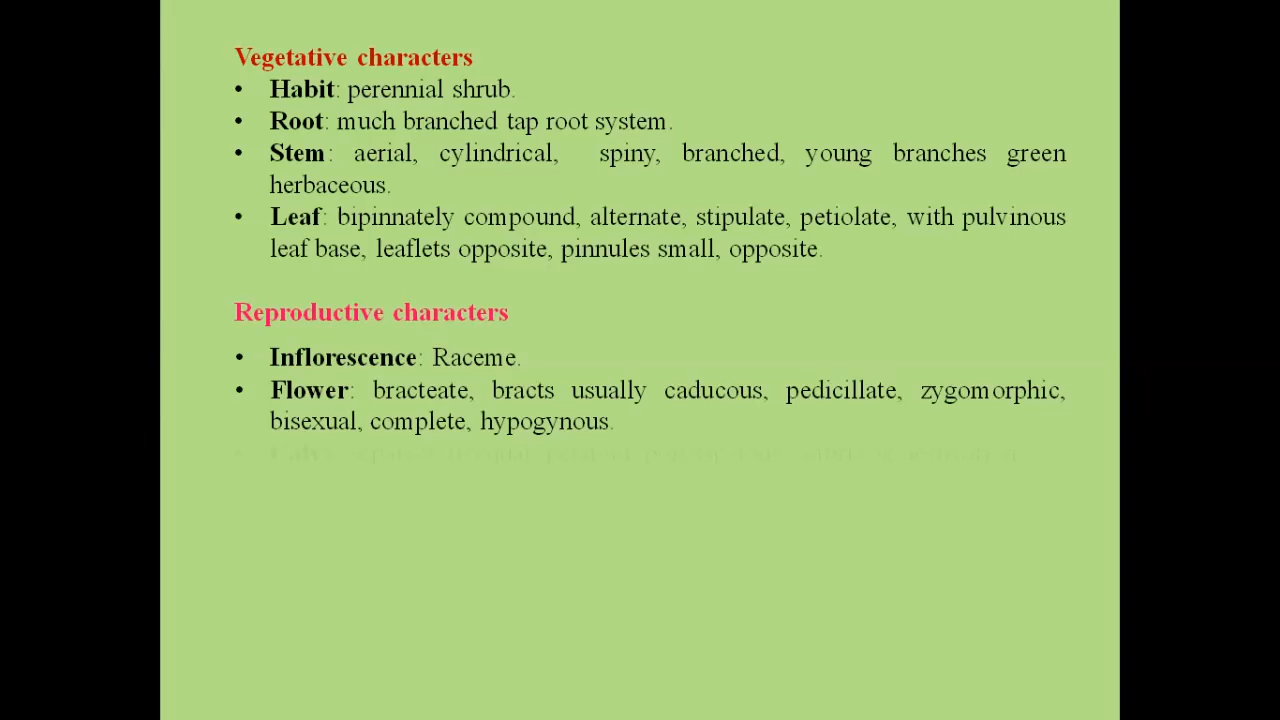 Vegetative characters
• Habit: perennial shrub.
• Root: much branched tap root system.
• Stem: aerial, cylindrical, spiny, branched, young branches green
herbaceous.
• Leaf: bipinnately compound, alternate, stipulate, petiolate, with pulvinous
leaf base, leaflets opposite, pinnules small, opposite.
Reproductive characters
• Inflorescence: Raceme.
• Flower: bracteate, bracts usually caducous, pedicillate, zygomorphic,
bisexual, complete, hypogynous.